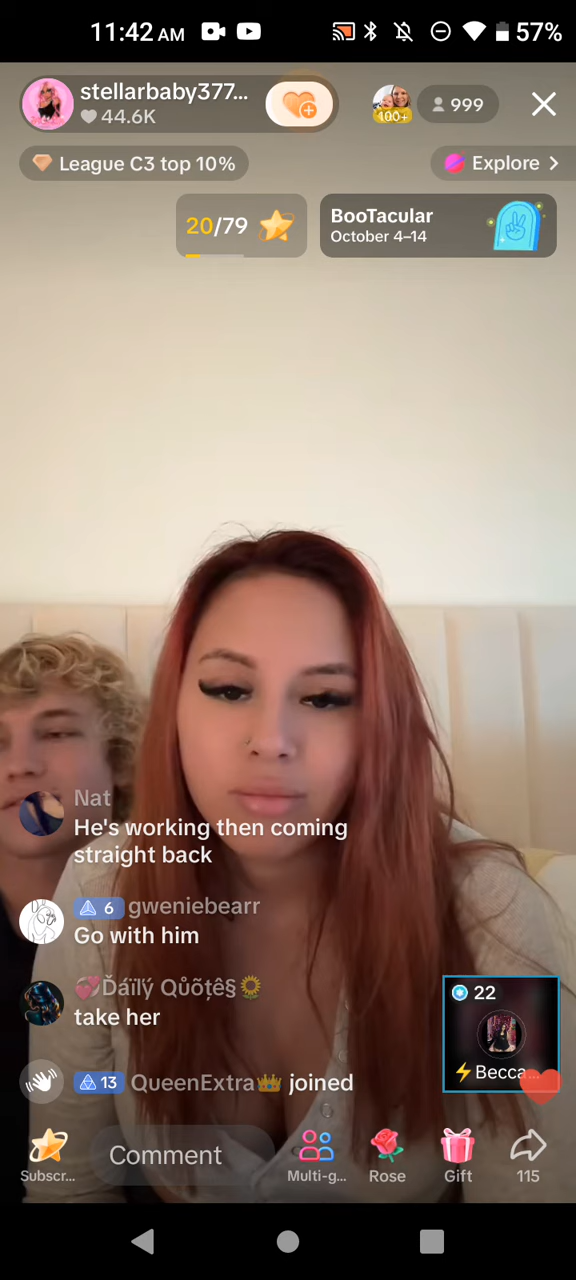 11:42 AM
57%
stellarbaby377...
44.6K
100+
999
League C3 top 10%
Explore >
20/79
BooTacular
October 4–14
Nat
He's working then coming
straight back
6 gweniebearr
Go with him
💞Ďáïlý Qůõţê§🌻
take her
22
⚡Becca...
13 QueenExtra👑 joined
Comment
Subscr...
Multi-g...
Rose
Gift
115